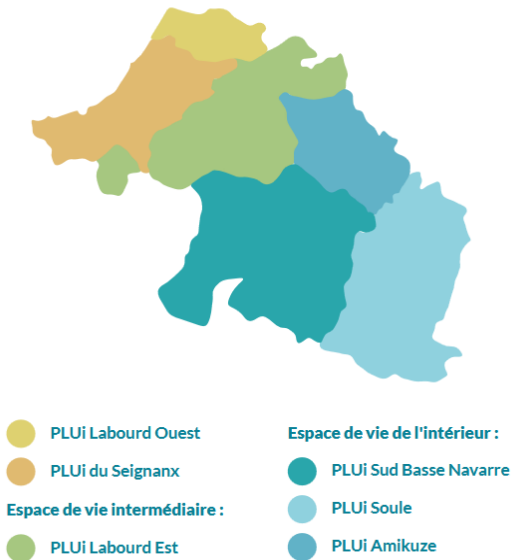 PLUi Labourd Ouest
PLUi du Seignanx
Espace de vie intermédiaire :
PLUi Labourd Est
Espace de vie de l'intérieur :
PLUi Sud Basse Navarre
PLUi Soule
PLUi Amikuze